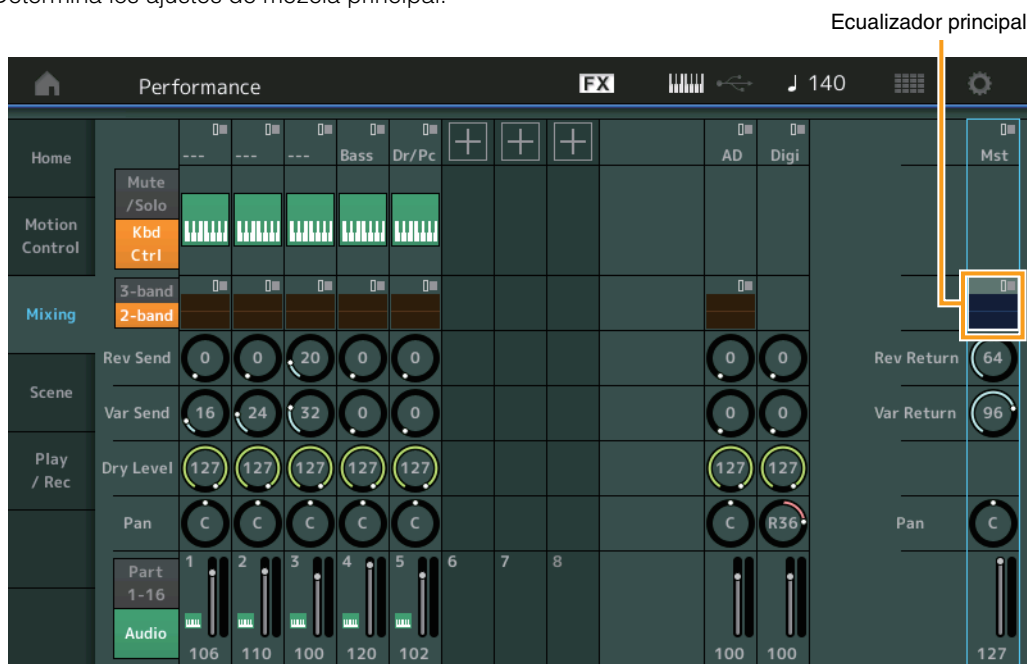 Determina los ajustes de mezcla principal.
Ecualizador principal
Performance FX 140
--- --- --- Bass Dr/Pc AD Digi Mst
Home
Mute /Solo
Kbd Ctrl
Motion Control
3-band
2-band
Mixing
Rev Send 0 0 20 0 0 0 0 Rev Return 64
Scene
Var Send 16 24 32 0 0 0 0 Var Return 96
Play / Rec
Dry Level 127 127 127 127 127 127 127
Pan C C C C C C R36 Pan C
Part 1-16
1 2 3 4 5 6 7 8
Audio
106 110 100 120 102 100 100 127